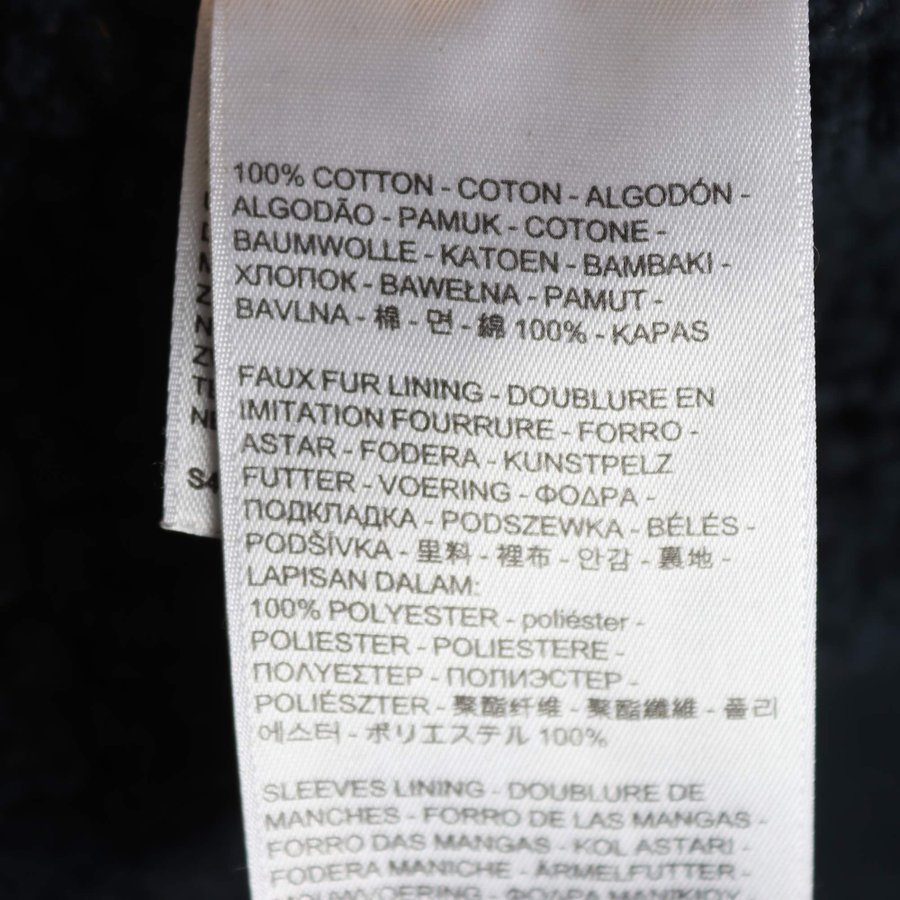 100% COTTON - COTON - ALGODÓN -
ALGODÃO - PAMUK - COTONE -
BAUMWOLLE - KATOEN - BAMBAKI -
ХЛОПОК - BAWEŁNA - PAMUT -
BAVLNA - 棉 - 면 - 綿 100% - KAPAS
FAUX FUR LINING - DOUBLURE EN
IMITATION FOURRURE - FORRO -
ASTAR - FODERA - KUNSTPELZ
FUTTER - VOERING - ΦΟΔΡΑ -
ПОДКЛАДКА - PODSZEWKA - BÉLÉS -
PODŠÍVKA - 里料 - 裡布 - 안감 - 裏地 -
LAPISAN DALAM:
100% POLYESTER - poliéster -
POLIESTER - POLIESTERE -
ΠΟΛΥΕΣΤΕΡ - ПОЛИЭСТЕР -
POLIÉSZTER - 聚酯纤维 - 聚酯纖維 - 폴리
에스터 - ポリエステル 100%
SLEEVES LINING - DOUBLURE DE
MANCHES - FORRO DE LAS MANGAS -
FORRO DAS MANGAS - KOL ASTARI -
FODERA MANICHE - ÄRMELFUTTER -
MOUWVOERING - ΦΟΔΡΑ ΜΑΝΙΚΙΟΥ